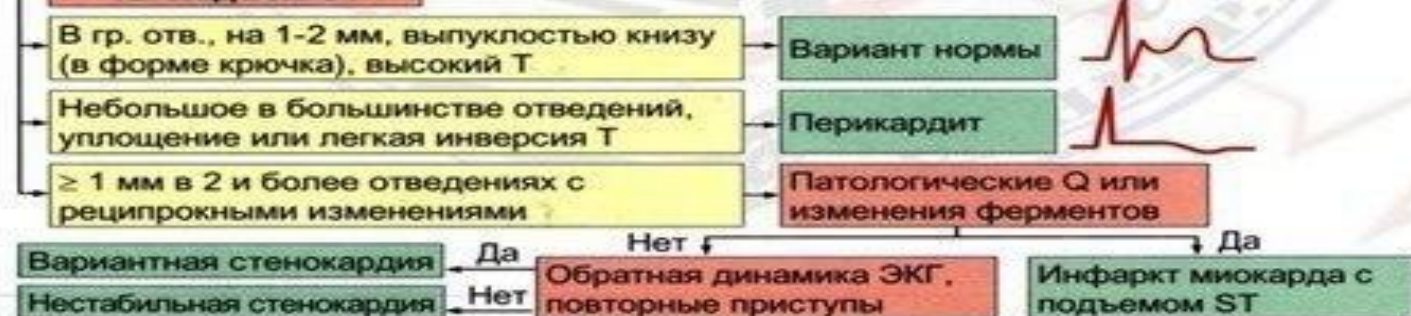 В гр. отв., на 1-2 мм, выпуклостью книзу
(в форме крючка), высокий Т
Вариант нормы
Небольшое в большинстве отведений,
уплощение или легкая инверсия Т
Перикардит
≥ 1 мм в 2 и более отведениях с
реципрокными изменениями
Патологические Q или
изменения ферментов
Нет
Да
Вариантная стенокардия
Да
Обратная динамика ЭКГ,
повторные приступы
Инфаркт миокарда с
подъемом ST
Нестабильная стенокардия
Нет